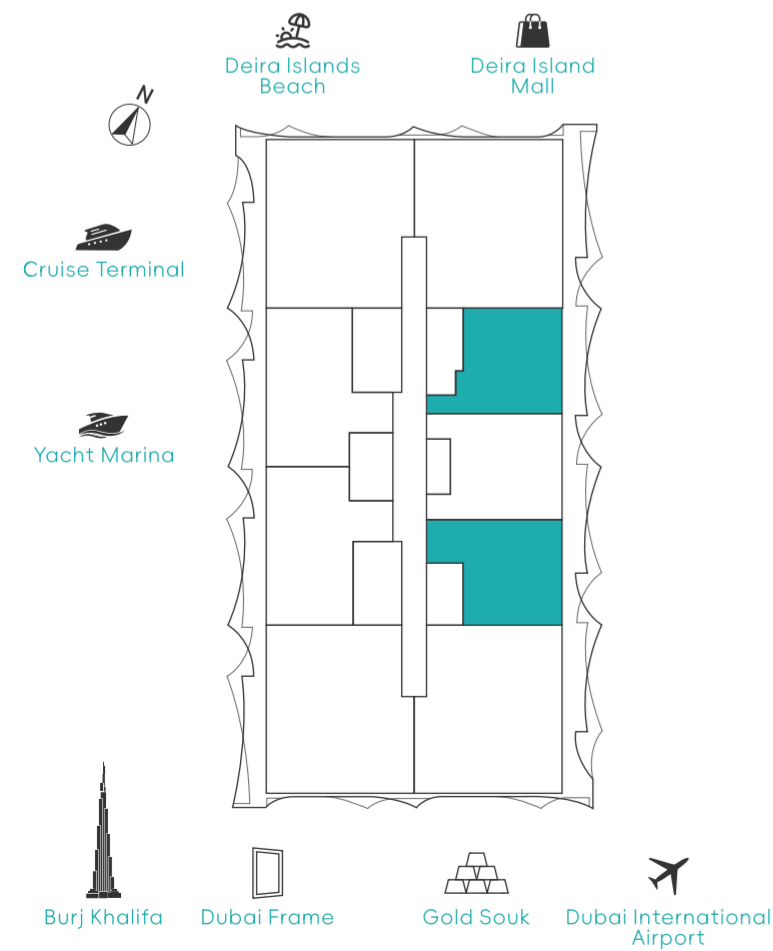 Deira Islands
Beach
Deira Island
Mall
N
Cruise Terminal
Yacht Marina
Burj Khalifa
Dubai Frame
Gold Souk
Dubai International
Airport